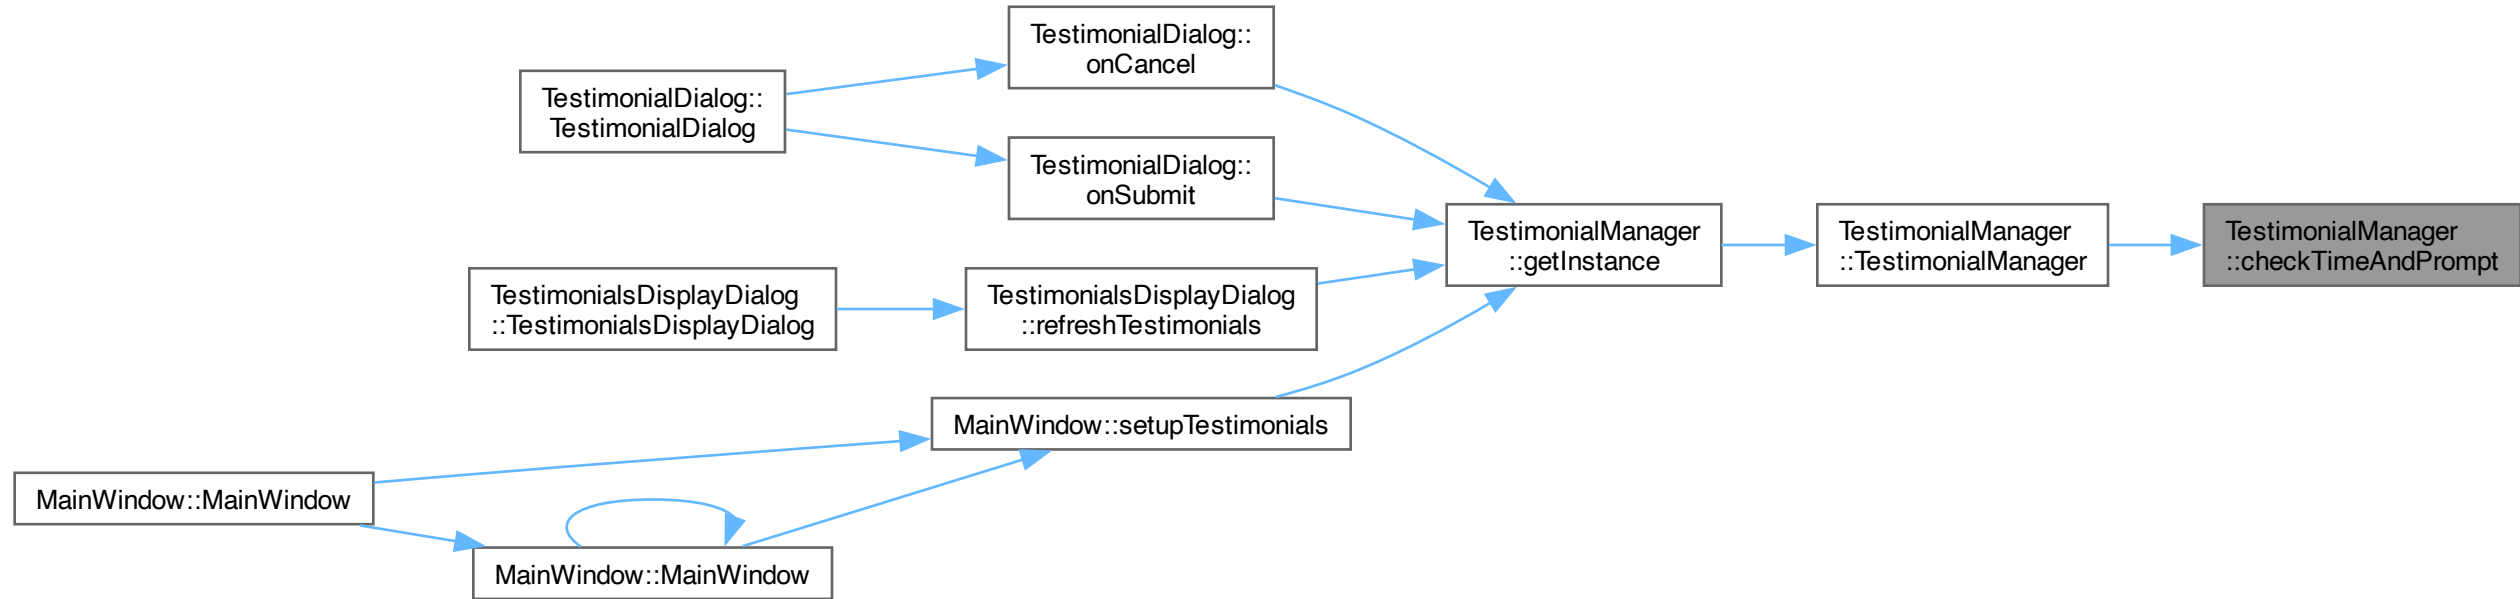 TestimonialDialog::
onCancel
TestimonialDialog::
TestimonialDialog
TestimonialDialog::
onSubmit
TestimonialManager
::getInstance
TestimonialManager
::TestimonialManager
TestimonialManager
::checkTimeAndPrompt
TestimonialsDisplayDialog
::TestimonialsDisplayDialog
TestimonialsDisplayDialog
::refreshTestimonials
MainWindow::setupTestimonials
MainWindow::MainWindow
MainWindow::MainWindow